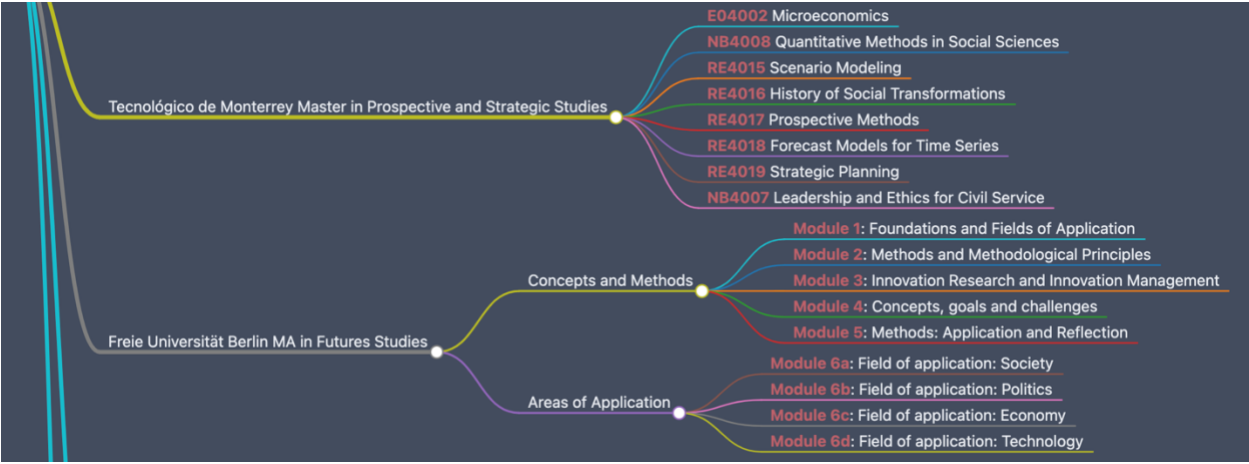 E04002 Microeconomics
NB4008 Quantitative Methods in Social Sciences
RE4015 Scenario Modeling
Tecnológico de Monterrey Master in Prospective and Strategic Studies
RE4016 History of Social Transformations
RE4017 Prospective Methods
RE4018 Forecast Models for Time Series
RE4019 Strategic Planning
NB4007 Leadership and Ethics for Civil Service
Freie Universität Berlin MA in Futures Studies
Concepts and Methods
Module 1: Foundations and Fields of Application
Module 2: Methods and Methodological Principles
Module 3: Innovation Research and Innovation Management
Module 4: Concepts, goals and challenges
Module 5: Methods: Application and Reflection
Areas of Application
Module 6a: Field of application: Society
Module 6b: Field of application: Politics
Module 6c: Field of application: Economy
Module 6d: Field of application: Technology